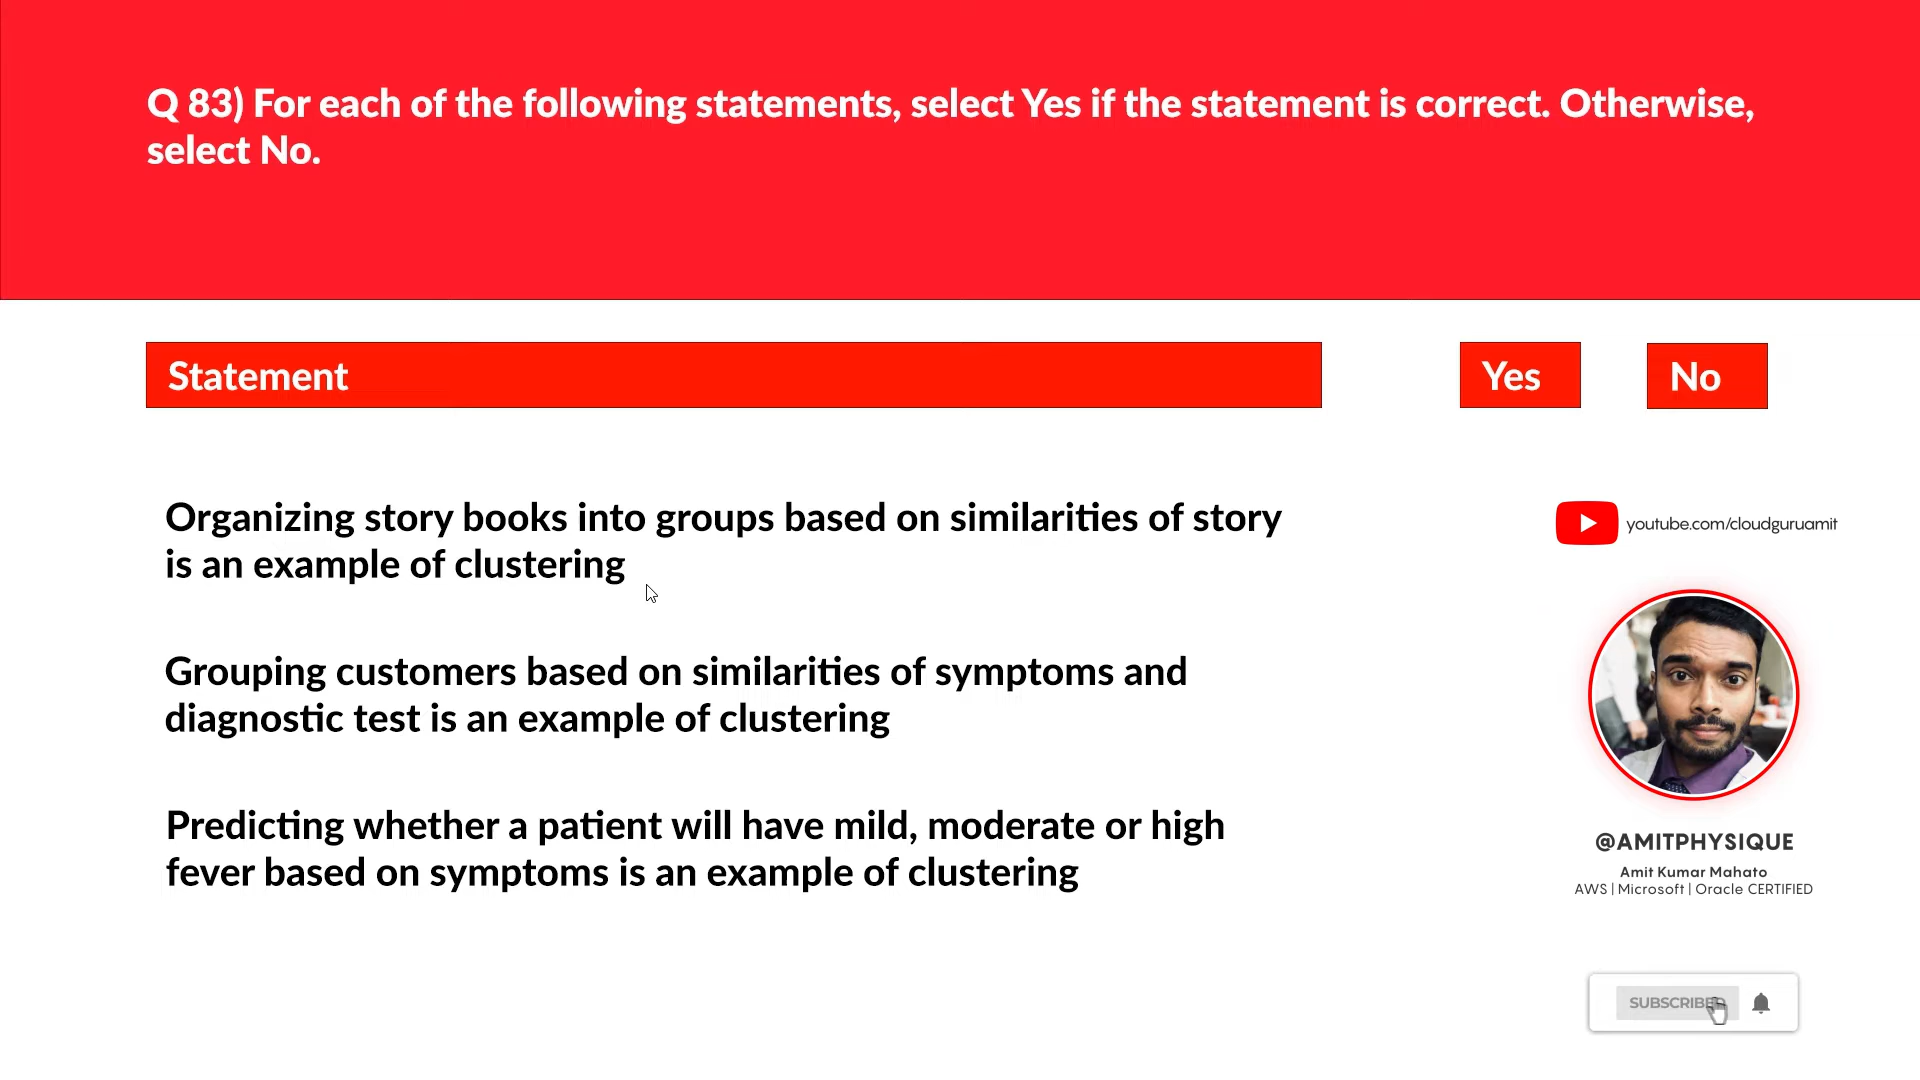 Q 83) For each of the following statements, select Yes if the statement is correct. Otherwise,
select No.
Statement
Yes
No
Organizing story books into groups based on similarities of story
is an example of clustering
Grouping customers based on similarities of symptoms and
diagnostic test is an example of clustering
Predicting whether a patient will have mild, moderate or high
fever based on symptoms is an example of clustering
youtube.com/cloudguruamit
@AMITPHYSIQUE
Amit Kumar Mahato
AWS | Microsoft | Oracle CERTIFIED
SUBSCRIBED